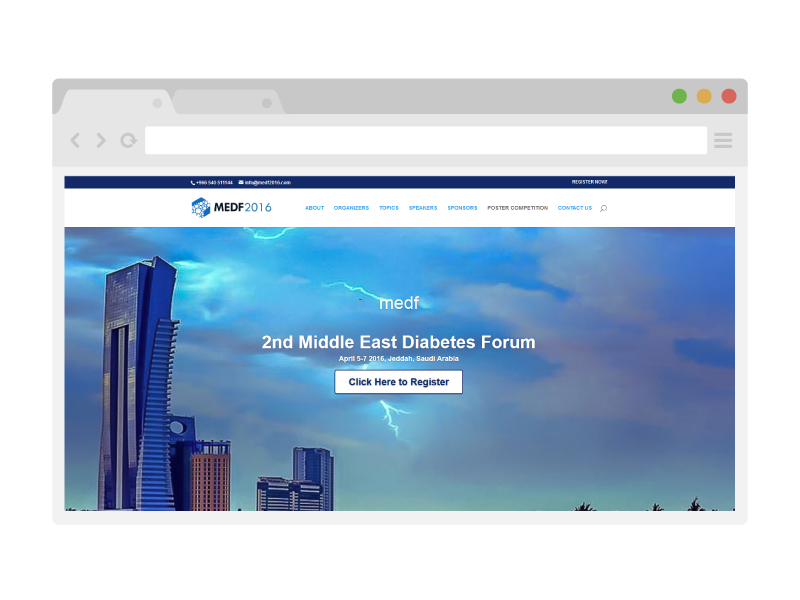 +966 540 511144 info@medf2016.com REGISTER NOW!
MEDF2016 ABOUT ORGANIZERS TOPICS SPEAKERS SPONSORS POSTER COMPETITION CONTACT US
medf
2nd Middle East Diabetes Forum
April 5-7 2016, Jeddah, Saudi Arabia
Click Here to Register